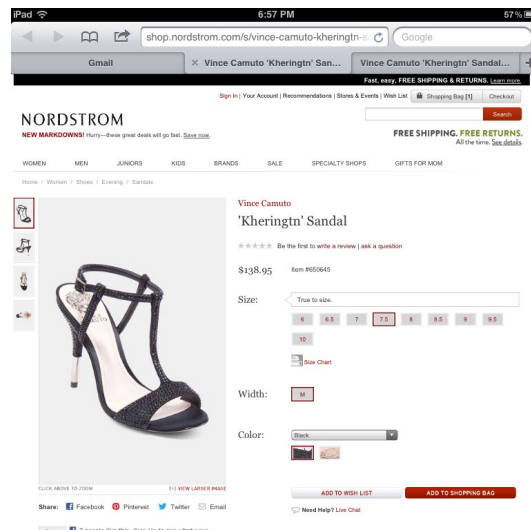 iPad 6:57 PM 57%
shop.nordstrom.com/s/vince-camuto-kheringtn-s
Google
Gmail
× Vince Camuto 'Kheringtn' San...
Vince Camuto 'Kheringtn' Sandal...
Fast, easy, FREE SHIPPING & RETURNS. Learn more.
Sign In | Your Account | Recommendations | Stores & Events | Wish List Shopping Bag [1] Checkout
NORDSTROM
Search
NEW MARKDOWNS! Hurry—these great deals will go fast. Save now.
FREE SHIPPING. FREE RETURNS.
All the time. See details.
WOMEN MEN JUNIORS KIDS BRANDS SALE SPECIALTY SHOPS GIFTS FOR MOM
Home / Women / Shoes / Evening / Sandals
Vince Camuto
'Kheringtn' Sandal
Be the first to write a review | ask a question
$138.95 Item #650645
Size: True to size.
6 6.5 7 7.5 8 8.5 9 9.5
10
Size Chart
Width: M
Color: Black
CLICK ABOVE TO ZOOM (+) VIEW LARGER IMAGE
ADD TO WISH LIST ADD TO SHOPPING BAG
Share: Facebook Pinterest Twitter Email
Need Help? Live Chat